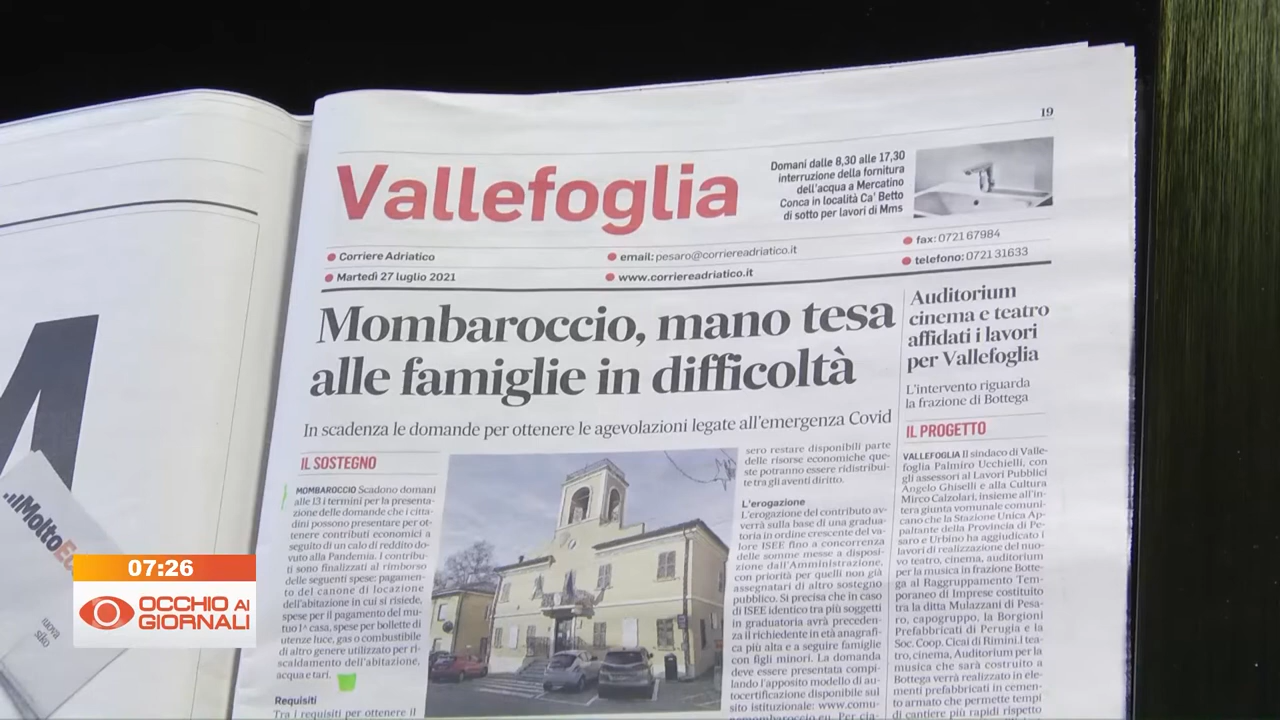 19
Vallefoglia
Domani dalle 8,30 alle 17,30
interruzione della fornitura
dell'acqua a Mercatino
Conca in località Ca' Betto
di sotto per lavori di Mms
Corriere Adriatico
Martedì 27 luglio 2021
email: pesaro@corriereadriatico.it
www.corriereadriatico.it
fax: 0721 67984
telefono: 0721 31633
Mombaroccio, mano tesa
alle famiglie in difficoltà
In scadenza le domande per ottenere le agevolazioni legate all'emergenza Covid
IL SOSTEGNO
MOMBAROCCIO Scadono domani
alle 13 i termini per la presenta-
zione delle domande che i citta-
dini possono presentare per ot-
tenere contributi economici a
seguito di un calo di reddito do-
vuto alla Pandemia. I contribu-
ti sono finalizzati al rimborso
delle seguenti spese: pagamen-
to del canone di locazione
dell'abitazione in cui si risiede,
spese per il pagamento del mu-
tuo 1^ casa, spese per bollette di
utenze luce, gas o combustibile
di altro genere utilizzato per ri-
scaldamento dell'abitazione,
acqua e tari.
Requisiti
Tra i requisiti per ottenere il
sero restare disponibili parte
delle risorse economiche que-
ste potranno essere ridistribui-
te tra gli aventi diritto.
L'erogazione
L'erogazione del contributo av-
verrà sulla base di una gradua-
toria in ordine crescente del va-
lore ISEE fino a concorrenza
delle somme messe a disposi-
zione dall'Amministrazione,
con priorità per quelli non già
assegnatari di altro sostegno
pubblico. Si precisa che in caso
di ISEE identico tra più soggetti
in graduatoria avrà preceden-
za il richiedente in età anagrafi-
ca più alta e a seguire famiglie
con figli minori. La domanda
deve essere presentata compi-
lando l'apposito modello di au-
tocertificazione disponibile sul
sito istituzionale: www.comu-
nemombaroccio.eu. Per cia-
Auditorium
cinema e teatro
affidati i lavori
per Vallefoglia
L'intervento riguarda
la frazione di Bottega
IL PROGETTO
VALLEFOGLIA Il sindaco di Valle-
foglia Palmiro Ucchielli, con
gli assessori al Lavori Pubblici
Angelo Ghiselli e alla Cultura
Mirco Calzolari, insieme all'in-
tera giunta comunale comuni-
cano che la Stazione Unica Ap-
paltante della Provincia di Pe-
saro e Urbino ha aggiudicato i
lavori di realizzazione del nuo-
vo teatro, cinema, auditorium
per la musica in frazione Botte-
ga al Raggruppamento Tem-
poraneo di Imprese costituito
tra la ditta Mulazzani di Pesa-
ro, capogruppo, la Borgioni
Prefabbricati di Perugia e la
Soc. Coop. Cicai di Rimini. l tea-
tro, cinema, Auditorium per la
musica che sarà costruito a
Bottega verrà realizzato in ele-
menti prefabbricati in cemen-
to armato che permette tempi
di cantiere più rapidi rispetto
Molto
nuova
07:26
OCCHIO AI
GIORNALI